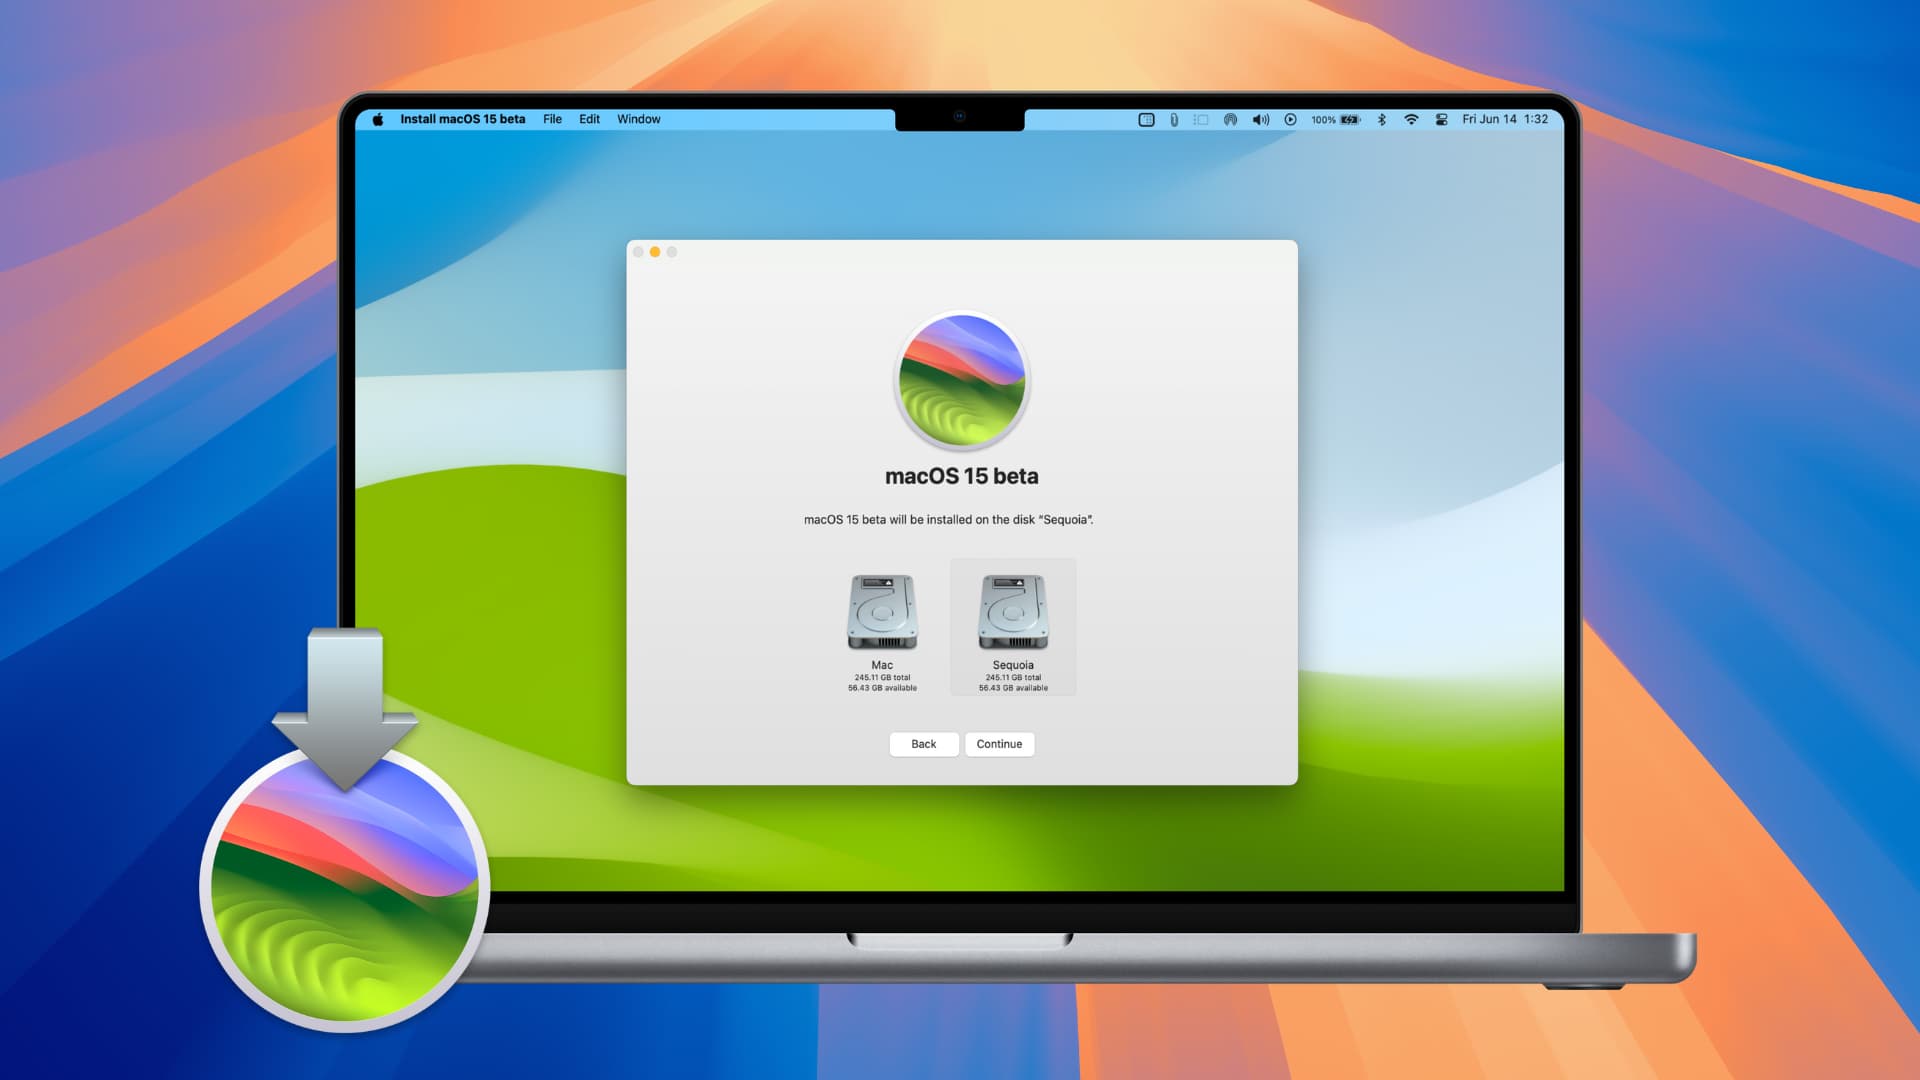 Install macOS 15 beta File Edit Window 100% Fri Jun 14 1:32
macOS 15 beta
macOS 15 beta will be installed on the disk “Sequoia”.
Mac Sequoia
245.11 GB total 245.11 GB total
56.43 GB available 56.43 GB available
Back Continue